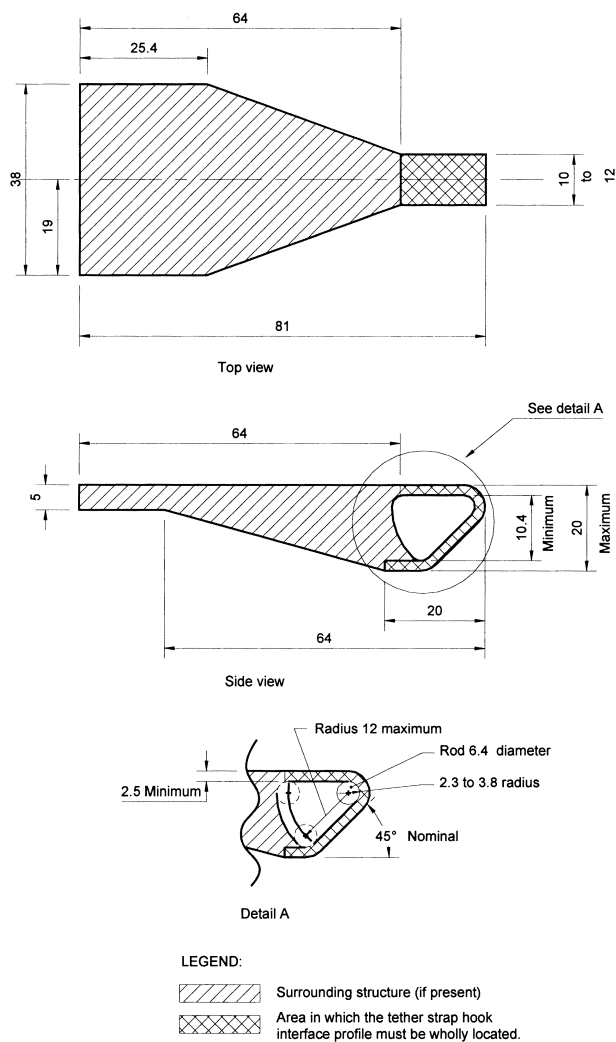 64
25.4
38
19
10
to
12
81
Top view
See detail A
64
5
10.4
Minimum
20
Maximum
20
64
Side view
Radius 12 maximum
Rod 6.4 diameter
2.5 Minimum
2.3 to 3.8 radius
45° Nominal
Detail A
LEGEND:
Surrounding structure (if present)
Area in which the tether strap hook
interface profile must be wholly located.